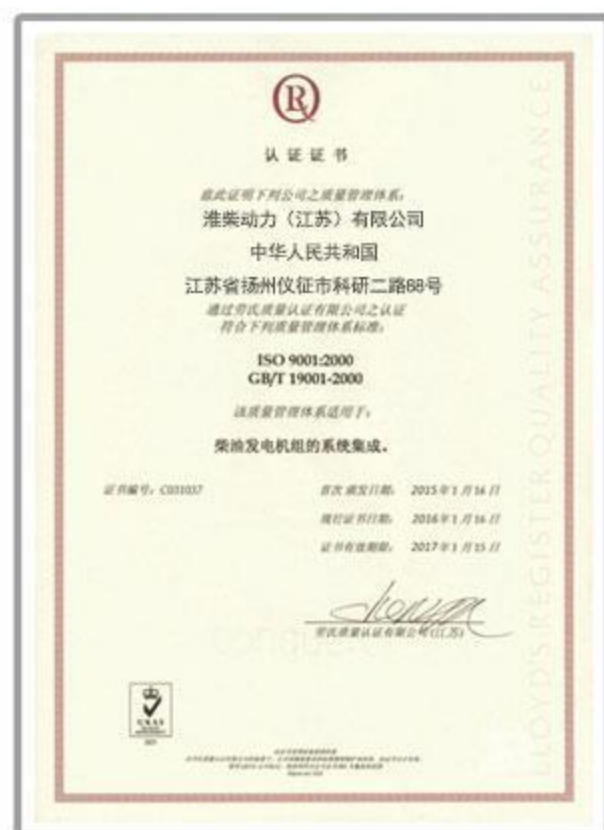 R
认证证书
兹此证明下列公司之质量管理体系：
淮柴动力（江苏）有限公司
中华人民共和国
江苏省扬州仪征市科研二路88号
通过劳氏质量认证有限公司之认证
符合下列质量管理体系标准：
ISO 9001:2000
GB/T 19001-2000
该质量管理体系适用于：
柴油发电机组的系统集成。
证书编号：
首次颁发日期： 2015年1月16日
现行证书日期： 2016年1月16日
证书有效期限： 2017年1月15日
劳氏质量认证有限公司(江苏)
UKAS
LLOYD'S REGISTER QUALITY ASSURANCE